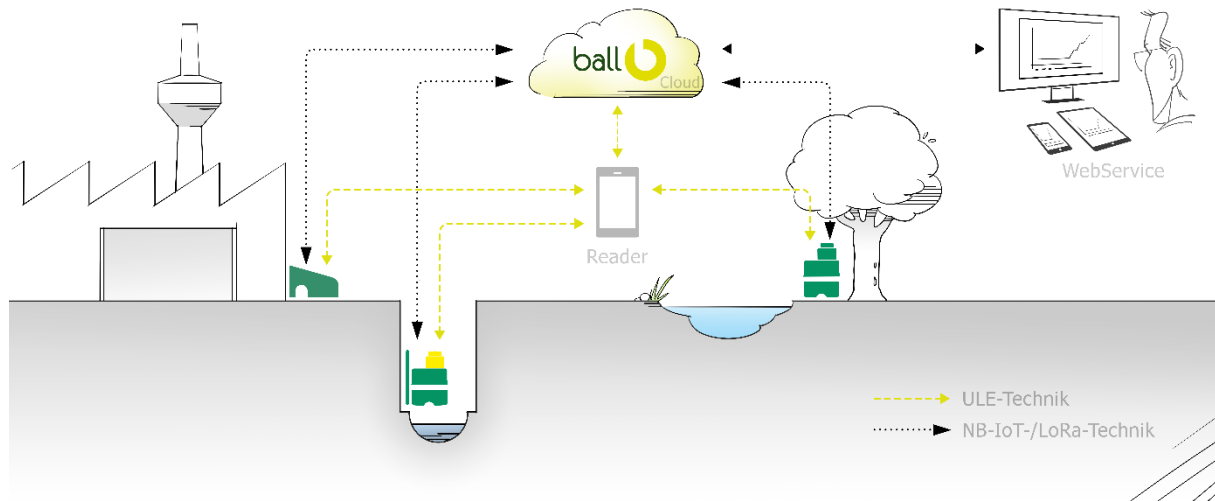 ball
Cloud
WebService
Reader
ULE-Technik
NB-IoT-/LoRa-Technik